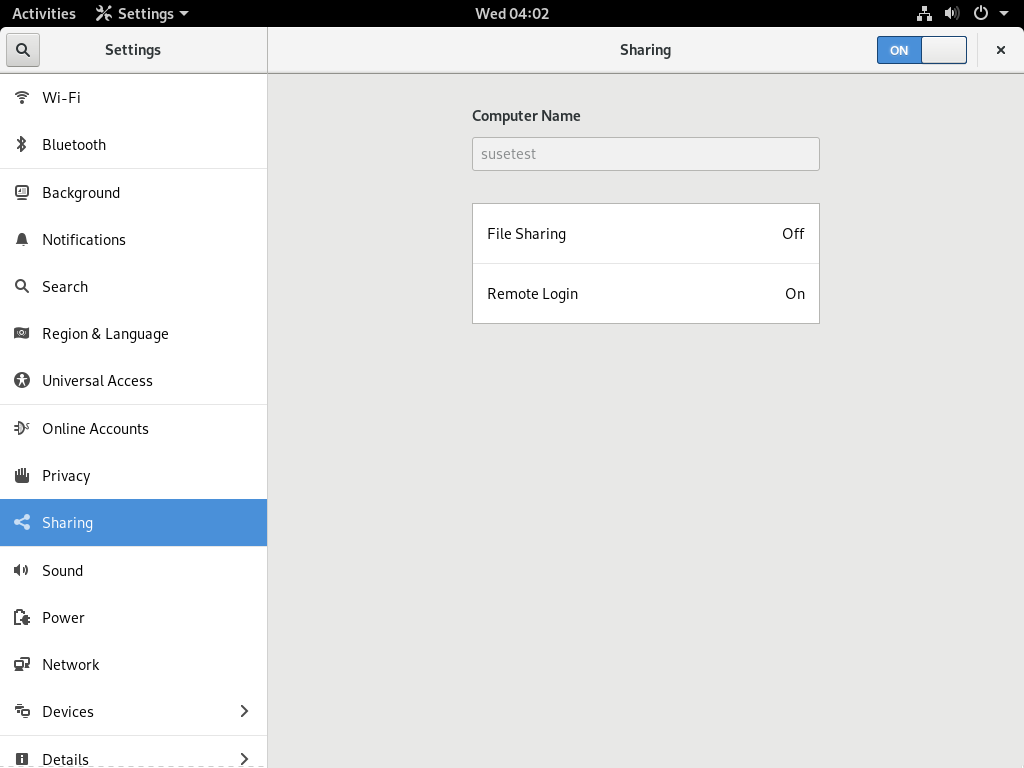 Activities Settings Wed 04:02
Settings Sharing ON
Wi-Fi
Bluetooth
Background
Notifications
Search
Region & Language
Universal Access
Online Accounts
Privacy
Sharing
Sound
Power
Network
Devices
Details
Computer Name
susetest
File Sharing Off
Remote Login On